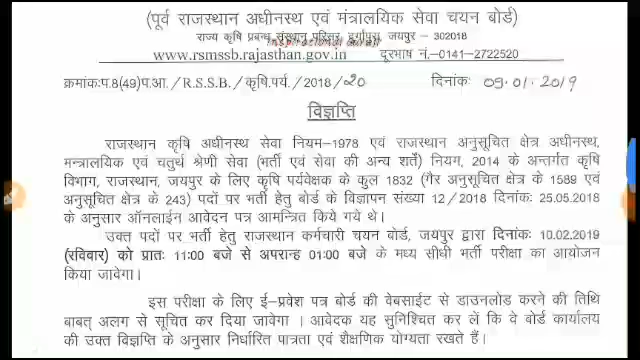 (पूर्व राजस्थान अधीनस्थ एवं मंत्रालयिक सेवा चयन बोर्ड)
राज्य कृषि प्रबन्ध संस्थान परिसर, दुर्गापुरा, जयपुर – 302018
www.rsmssb.rajasthan.gov.in दूरभाष नं.-0141-2722520
क्रमांक:प.8(49)प.आ./R.S.S.B./कृषि.पर्य./2018/20 दिनांक: 09.01.2019
विज्ञप्ति
राजस्थान कृषि अधीनस्थ सेवा नियम-1978 एवं राजस्थान अनुसूचित क्षेत्र अधीनस्थ,
मन्त्रालयिक एवं चतुर्थ श्रेणी सेवा (भर्ती एवं सेवा की अन्य शर्तें) नियम, 2014 के अन्तर्गत कृषि
विभाग, राजस्थान, जयपुर के लिए कृषि पर्यवेक्षक के कुल 1832 (गैर अनुसूचित क्षेत्र के 1589 एवं
अनुसूचित क्षेत्र के 243) पदों पर भर्ती हेतु बोर्ड के विज्ञापन संख्या 12/2018 दिनांक: 25.05.2018
के अनुसार ऑनलाईन आवेदन पत्र आमन्त्रित किये गये थे।
उक्त पदों पर भर्ती हेतु राजस्थान कर्मचारी चयन बोर्ड, जयपुर द्वारा दिनांक: 10.02.2019
(रविवार) को प्रातः 11:00 बजे से अपरान्ह 01:00 बजे के मध्य सीधी भर्ती परीक्षा का आयोजन
किया जावेगा।
इस परीक्षा के लिए ई-प्रवेश पत्र बोर्ड की वेबसाईट से डाउनलोड करने की तिथि
बाबत् अलग से सूचित कर दिया जावेगा। आवेदक यह सुनिश्चित कर लें कि वे बोर्ड कार्यालय
की उक्त विज्ञप्ति के अनुसार निर्धारित पात्रता एवं शैक्षणिक योग्यता रखते हैं।